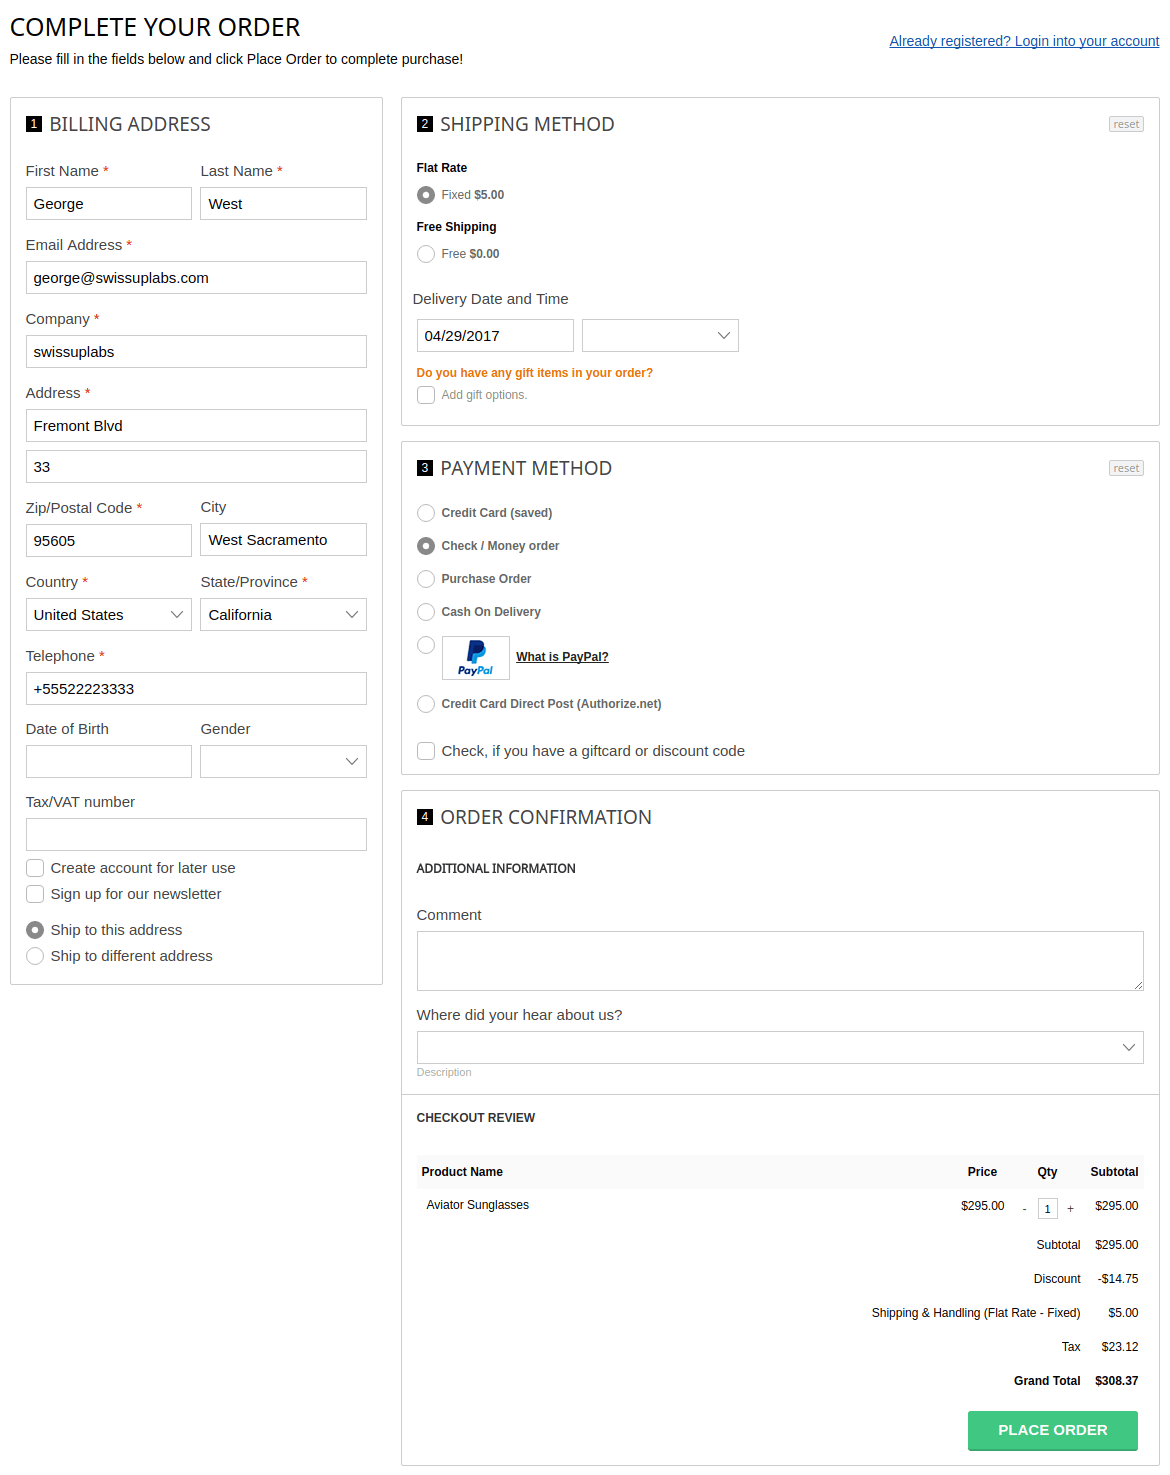 COMPLETE YOUR ORDER
Already registered? Login into your account
Please fill in the fields below and click Place Order to complete purchase!
1 BILLING ADDRESS
First Name * Last Name *
George West
Email Address *
george@swissuplabs.com
Company *
swissuplabs
Address *
Fremont Blvd
33
Zip/Postal Code * City
95605 West Sacramento
Country * State/Province *
United States California
Telephone *
+55522223333
Date of Birth Gender
Tax/VAT number
Create account for later use
Sign up for our newsletter
Ship to this address
Ship to different address
2 SHIPPING METHOD reset
Flat Rate
Fixed $5.00
Free Shipping
Free $0.00
Delivery Date and Time
04/29/2017
Do you have any gift items in your order?
Add gift options.
3 PAYMENT METHOD reset
Credit Card (saved)
Check / Money order
Purchase Order
Cash On Delivery
PayPal What is PayPal?
Credit Card Direct Post (Authorize.net)
Check, if you have a giftcard or discount code
4 ORDER CONFIRMATION
ADDITIONAL INFORMATION
Comment
Where did your hear about us?
Description
CHECKOUT REVIEW
Product Name Price Qty Subtotal
Aviator Sunglasses $295.00 - 1 + $295.00
Subtotal $295.00
Discount -$14.75
Shipping & Handling (Flat Rate - Fixed) $5.00
Tax $23.12
Grand Total $308.37
PLACE ORDER